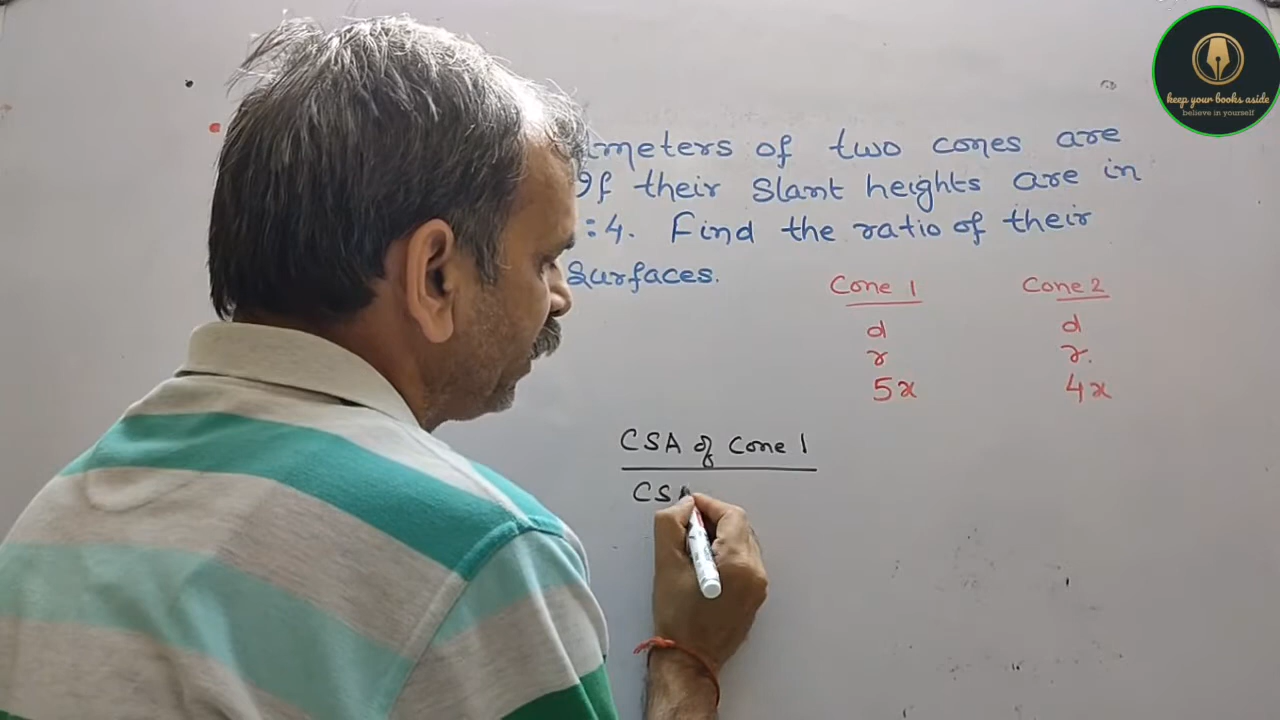 meters of two cones are
If their Slant heights are in
:4. Find the ratio of their
Surfaces.
Cone 1 Cone 2
d d
r r.
5x 4x
CSA of Cone 1
CSA
keep your books aside
believe in yourself